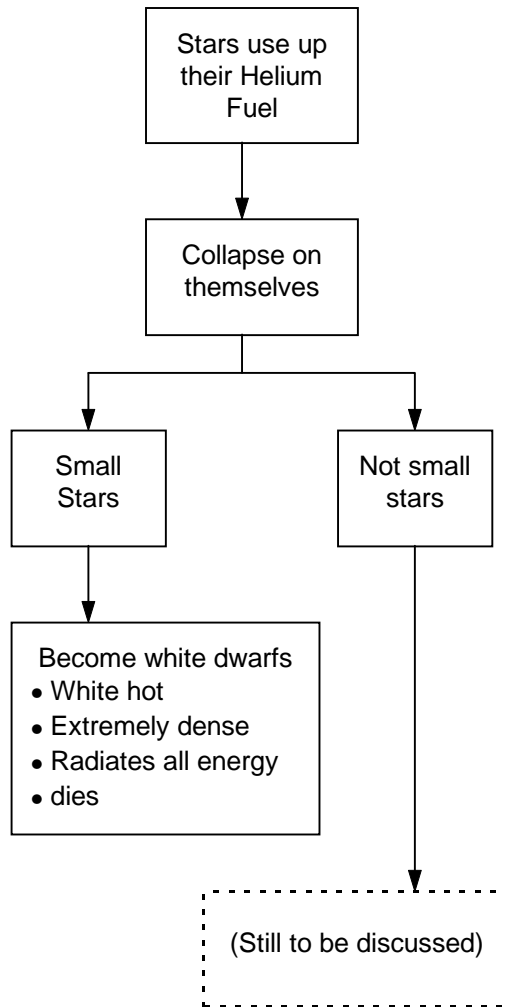 Stars use up
their Helium
Fuel
Collapse on
themselves
Small
Stars
Not small
stars
Become white dwarfs
• White hot
• Extremely dense
• Radiates all energy
• dies
(Still to be discussed)